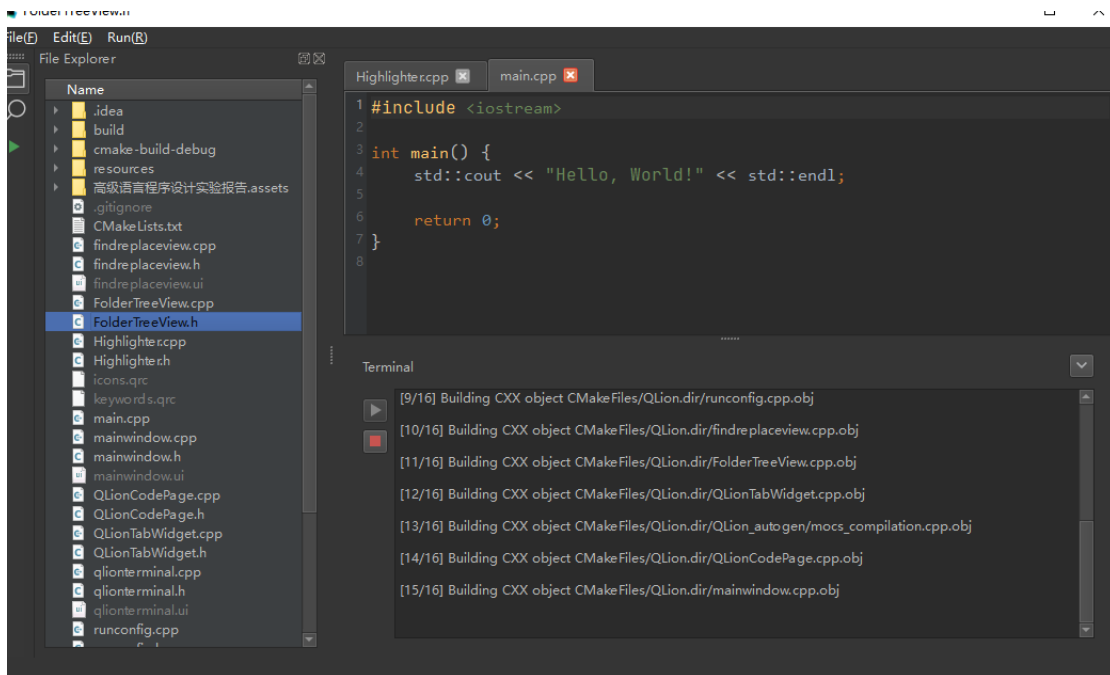 FolderTreeView.h
File(F) Edit(E) Run(R)
File Explorer
Name
.idea
build
cmake-build-debug
resources
高级语言程序设计实验报告.assets
.gitignore
CMakeLists.txt
findreplaceview.cpp
findreplaceview.h
findreplaceview.ui
FolderTreeView.cpp
FolderTreeView.h
Highlighter.cpp
Highlighter.h
icons.qrc
keywords.qrc
main.cpp
mainwindow.cpp
mainwindow.h
mainwindow.ui
QLionCodePage.cpp
QLionCodePage.h
QLionTabWidget.cpp
QLionTabWidget.h
qlionterminal.cpp
qlionterminal.h
qlionterminal.ui
runconfig.cpp
Highlighter.cpp main.cpp
1 #include <iostream>
2
3 int main() {
4 std::cout << "Hello, World!" << std::endl;
5
6 return 0;
7 }
8
Terminal
[9/16] Building CXX object CMakeFiles/QLion.dir/runconfig.cpp.obj
[10/16] Building CXX object CMakeFiles/QLion.dir/findreplaceview.cpp.obj
[11/16] Building CXX object CMakeFiles/QLion.dir/FolderTreeView.cpp.obj
[12/16] Building CXX object CMakeFiles/QLion.dir/QLionTabWidget.cpp.obj
[13/16] Building CXX object CMakeFiles/QLion.dir/QLion_autogen/mocs_compilation.cpp.obj
[14/16] Building CXX object CMakeFiles/QLion.dir/QLionCodePage.cpp.obj
[15/16] Building CXX object CMakeFiles/QLion.dir/mainwindow.cpp.obj